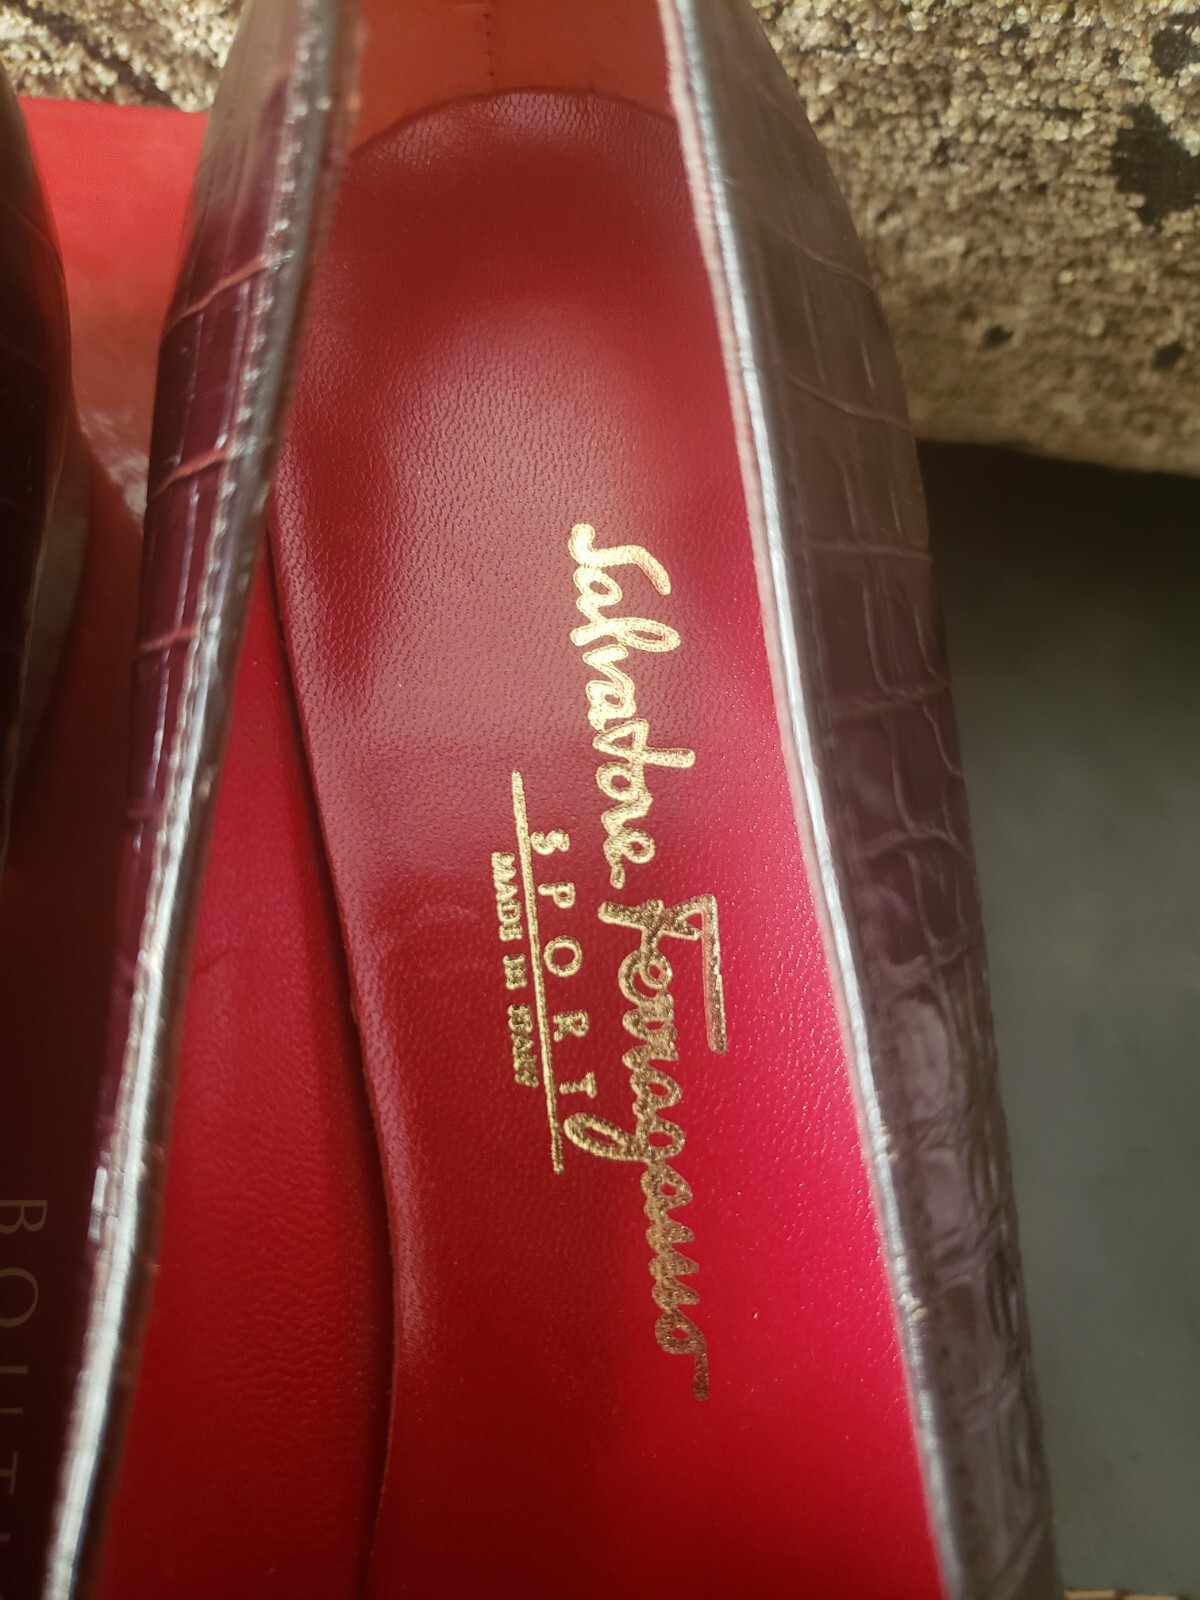 Salvatore Ferragamo
SPORT
MADE IN ITALY
BOUTI